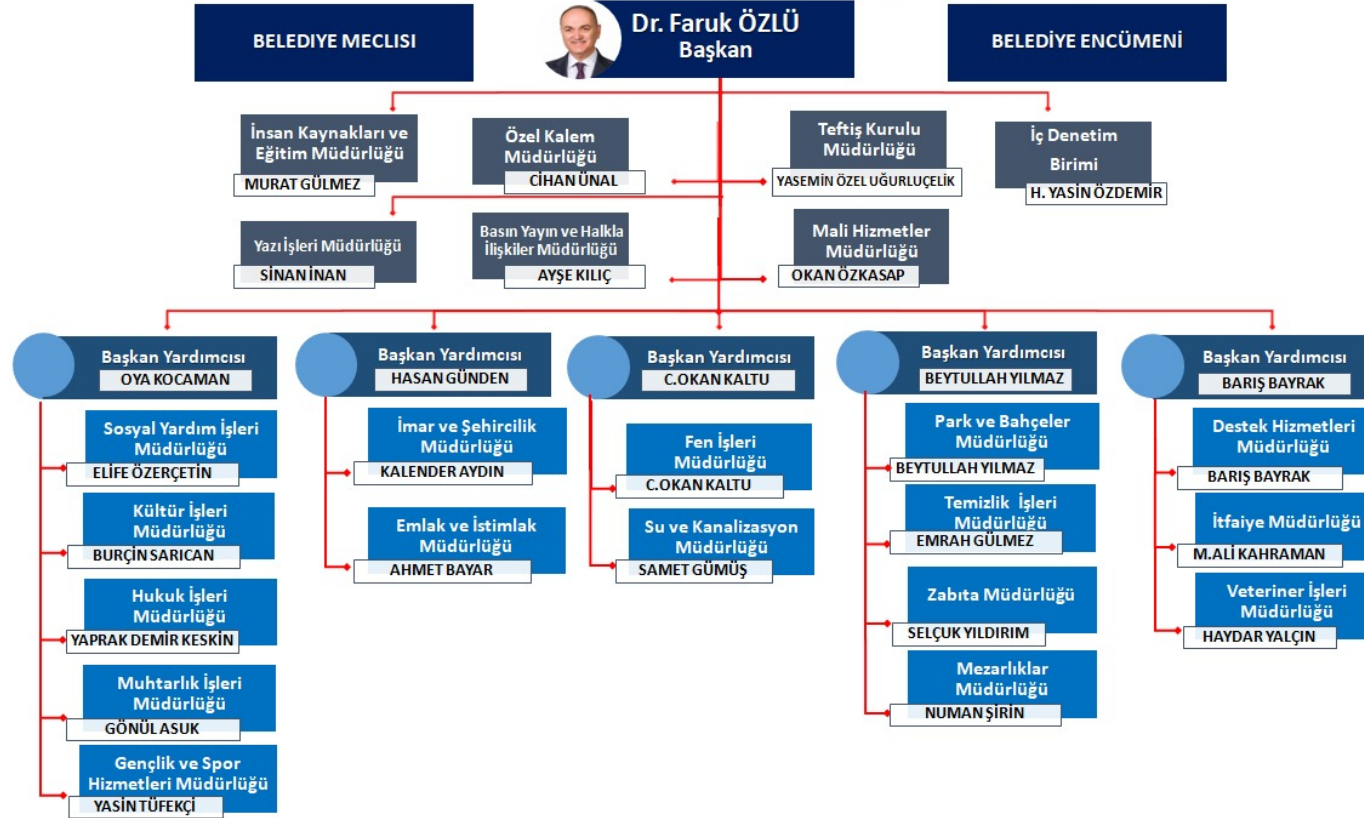 BELEDIYE MECLISI
Dr. Faruk ÖZLÜ
Başkan
BELEDİYE ENCÜMENİ
İnsan Kaynakları ve
Eğitim Müdürlüğü
MURAT GÜLMEZ
Özel Kalem
Müdürlüğü
CİHAN ÜNAL
Teftiş Kurulu
Müdürlüğü
YASEMİN ÖZEL UĞURLUÇELİK
İç Denetim
Birimi
H. YASİN ÖZDEMİR
Yazı İşleri Müdürlüğü
SİNAN İNAN
Basın Yayın ve Halkla
İlişkiler Müdürlüğü
AYŞE KILIÇ
Mali Hizmetler
Müdürlüğü
OKAN ÖZKASAP
Başkan Yardımcısı
OYA KOCAMAN
Sosyal Yardım İşleri
Müdürlüğü
ELİFE ÖZERÇETİN
Kültür İşleri
Müdürlüğü
BURÇİN SARICAN
Hukuk İşleri
Müdürlüğü
YAPRAK DEMİR KESKİN
Muhtarlık İşleri
Müdürlüğü
GÖNÜL ASUK
Gençlik ve Spor
Hizmetleri Müdürlüğü
YASİN TÜFEKÇİ
Başkan Yardımcısı
HASAN GÜNDEN
İmar ve Şehircilik
Müdürlüğü
KALENDER AYDIN
Emlak ve İstimlak
Müdürlüğü
AHMET BAYAR
Başkan Yardımcısı
C.OKAN KALTU
Fen İşleri
Müdürlüğü
C.OKAN KALTU
Su ve Kanalizasyon
Müdürlüğü
SAMET GÜMÜŞ
Başkan Yardımcısı
BEYTULLAH YILMAZ
Park ve Bahçeler
Müdürlüğü
BEYTULLAH YILMAZ
Temizlik İşleri
Müdürlüğü
EMRAH GÜLMEZ
Zabıta Müdürlüğü
SELÇUK YILDIRIM
Mezarlıklar
Müdürlüğü
NUMAN ŞİRİN
Başkan Yardımcısı
BARIŞ BAYRAK
Destek Hizmetleri
Müdürlüğü
BARIŞ BAYRAK
İtfaiye Müdürlüğü
M.ALİ KAHRAMAN
Veteriner İşleri
Müdürlüğü
HAYDAR YALÇIN